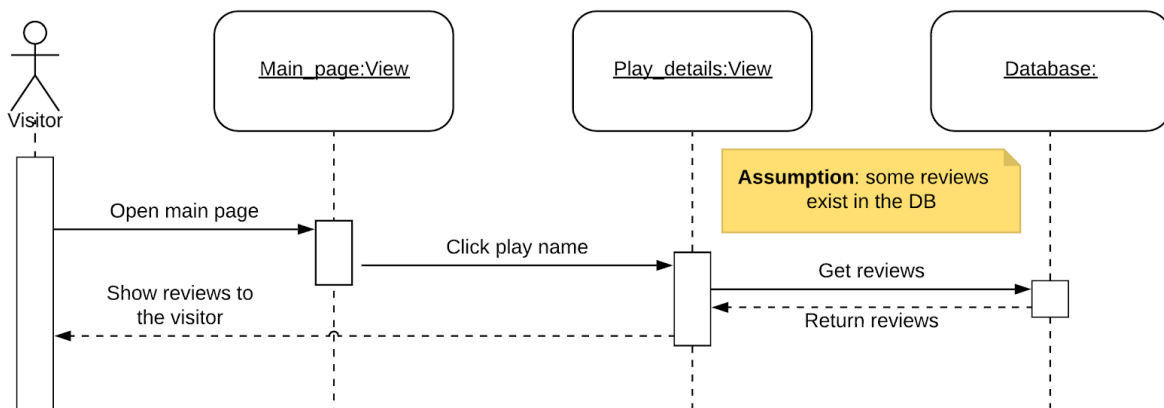 Visitor
Main_page:View
Play_details:View
Database:
Assumption: some reviews
exist in the DB
Open main page
Click play name
Get reviews
Return reviews
Show reviews to
the visitor